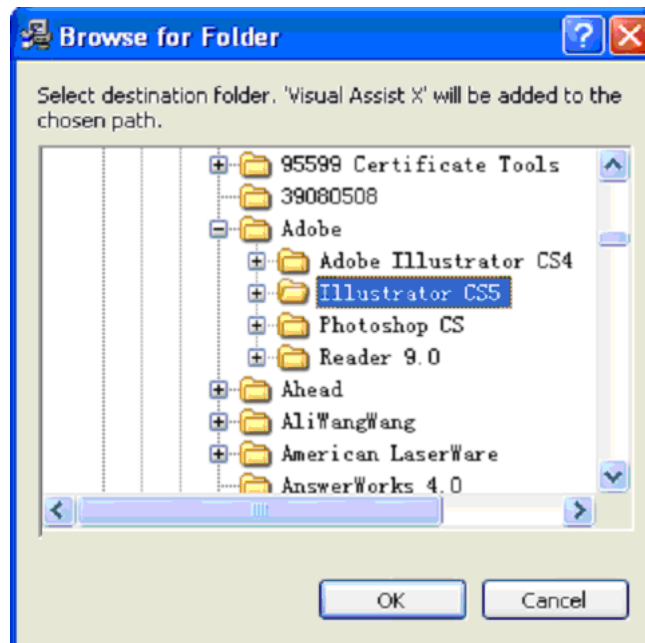 Browse for Folder
Select destination folder. 'Visual Assist X' will be added to the
chosen path.
95599 Certificate Tools
39080508
Adobe
Adobe Illustrator CS4
Illustrator CS5
Photoshop CS
Reader 9.0
Ahead
AliWangWang
American LaserWare
AnswerWorks 4.0
OK Cancel